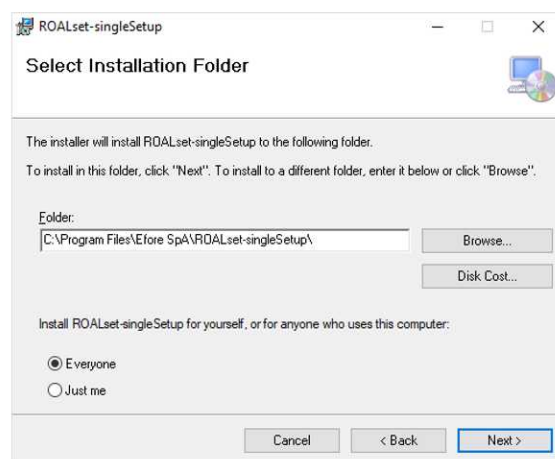 ROALset-singleSetup
Select Installation Folder
The installer will install ROALset-singleSetup to the following folder.
To install in this folder, click "Next". To install to a different folder, enter it below or click "Browse".
Folder:
C:\Program Files\Efore SpA\ROALset-singleSetup\
Browse...
Disk Cost...
Install ROALset-singleSetup for yourself, or for anyone who uses this computer:
Everyone
Just me
Cancel
< Back
Next >